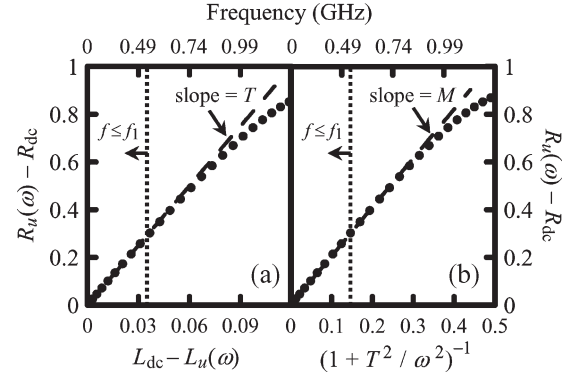 Frequency (GHz)
0 0.49 0.74 0.99 0 0.49 0.74 0.99
1 1
0.8 slope = T slope = M 0.8
f ≤ f1 f ≤ f1
0.6 0.6
Ru(ω) − Rdc Ru(ω) − Rdc
0.4 0.4
0.2 (a) (b) 0.2
0 0
0 0.03 0.06 0.09 0 0.1 0.2 0.3 0.4 0.5
Ldc − Lu(ω) (1 + T² / ω²)⁻¹